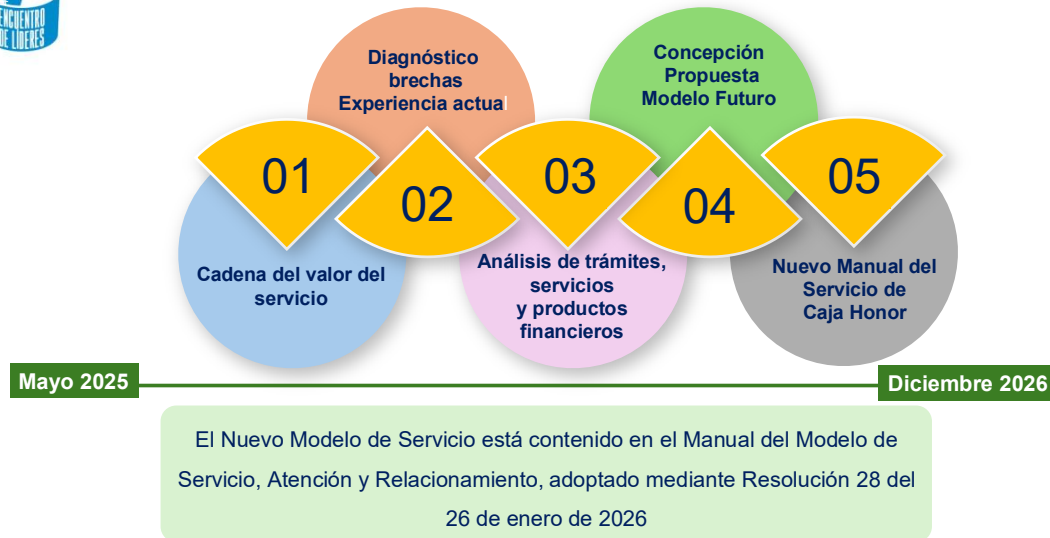 ENCUENTRO
DE LÍDERES
Diagnóstico
brechas
Experiencia actual
Concepción
Propuesta
Modelo Futuro
01
02
03
04
05
Cadena del valor del
servicio
Análisis de trámites,
servicios
y productos
financieros
Nuevo Manual del
Servicio de
Caja Honor
Mayo 2025
Diciembre 2026
El Nuevo Modelo de Servicio está contenido en el Manual del Modelo de
Servicio, Atención y Relacionamiento, adoptado mediante Resolución 28 del
26 de enero de 2026